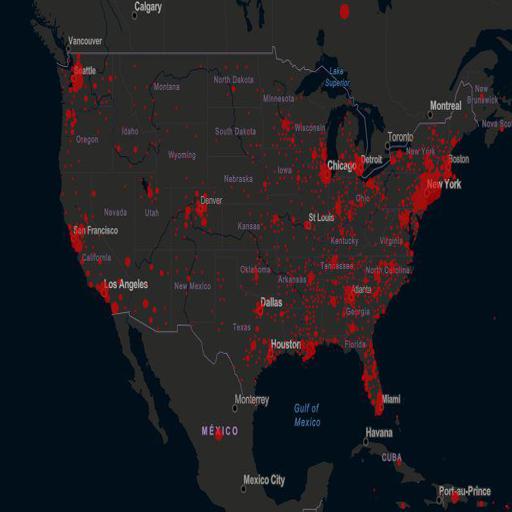 Calgary
Vancouver
Seattle
Montana
North Dakota
Lake
Superior
Minnesota
New
Brunswick
Montreal
Nova Sco
Oregon
Idaho
South Dakota
Wisconsin
Toronto
Wyoming
New York
Boston
Chicago
Detroit
Iowa
Nebraska
New York
Denver
Ohio
Nevada
Utah
St Louis
Kansas
San Francisco
Kentucky
Virginia
California
Tennessee
North Carolina
Oklahoma
Arkansas
Los Angeles
New Mexico
Atlanta
Dallas
Georgia
Texas
Houston
Florida
Monterrey
Gulf of
Mexico
Miami
MÉXICO
Havana
CUBA
Mexico City
Port-au-Prince